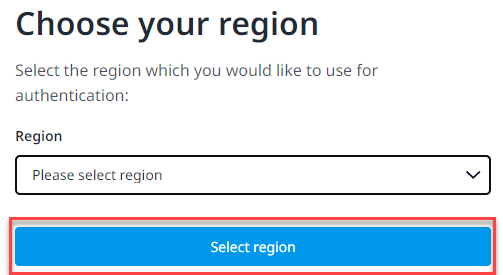 Choose your region
Select the region which you would like to use for
authentication:
Region
Please select region
Select region